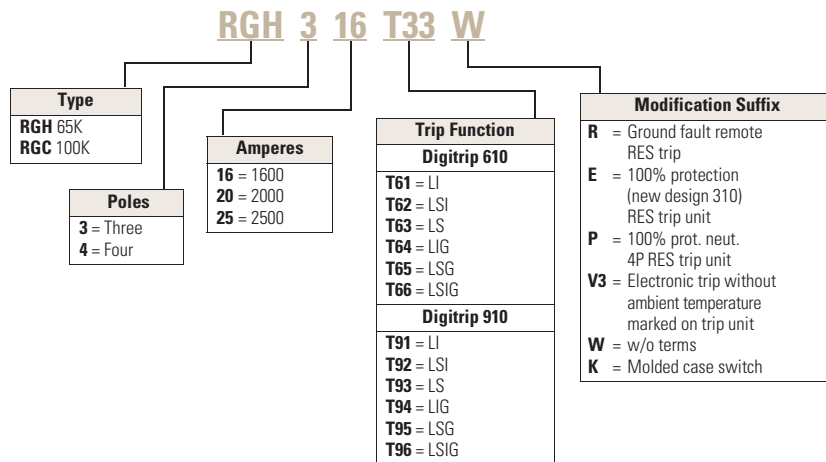 RGH 3 16 T33 W
Type
RGH 65K
RGC 100K
Poles
3 = Three
4 = Four
Amperes
16 = 1600
20 = 2000
25 = 2500
Trip Function
Digitrip 610
T61 = LI
T62 = LSI
T63 = LS
T64 = LIG
T65 = LSG
T66 = LSIG
Digitrip 910
T91 = LI
T92 = LSI
T93 = LS
T94 = LIG
T95 = LSG
T96 = LSIG
Modification Suffix
R = Ground fault remote
RES trip
E = 100% protection
(new design 310)
RES trip unit
P = 100% prot. neut.
4P RES trip unit
V3 = Electronic trip without
ambient temperature
marked on trip unit
W = w/o terms
K = Molded case switch